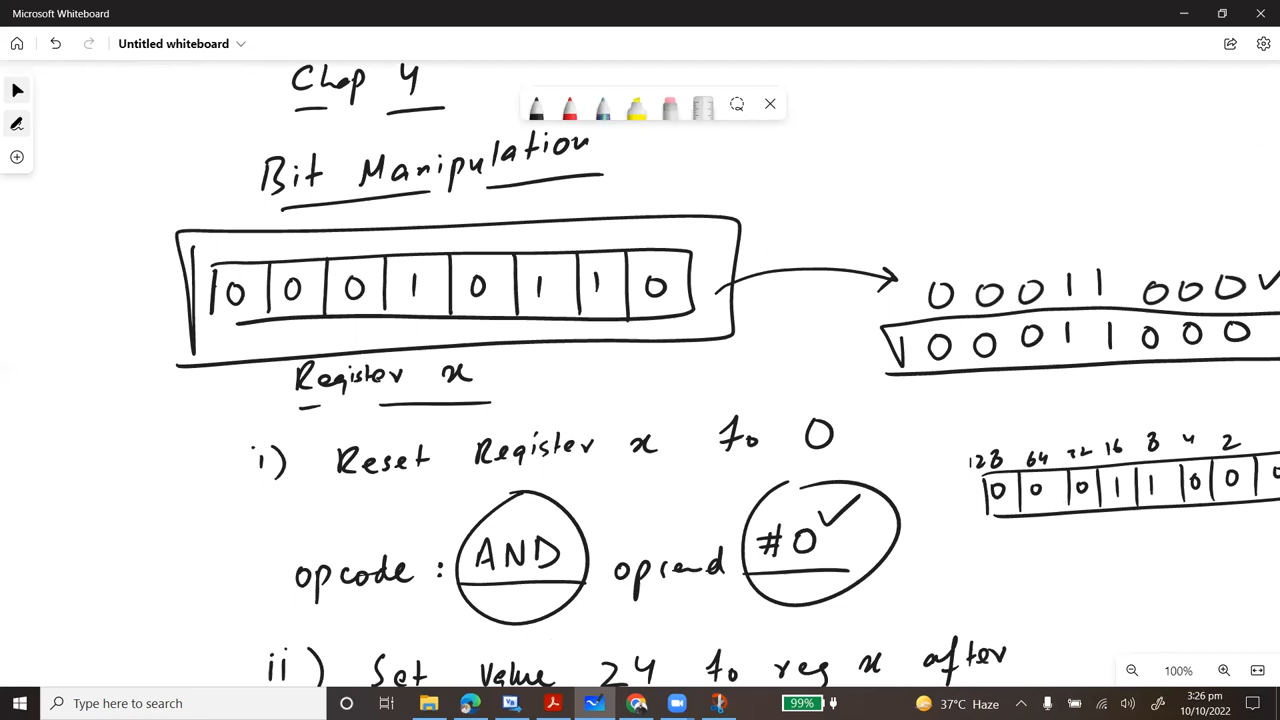 Microsoft Whiteboard
Untitled whiteboard
Chap 4
Bit Manipulation
0 0 0 1 0 1 1 0
0 0 0 1 1 0 0 0 ✓
1 0 0 0 1 1 0 0 0
Register x
i) Reset Register x to 0
128 64 32 16 8 4 2
0 0 0 1 1 0 0 0
opcode : AND operend #0 ✓
ii) Set value 24 to reg x after
100%
Type here to search
99%
37°C Haze
3:26 pm
10/10/2022